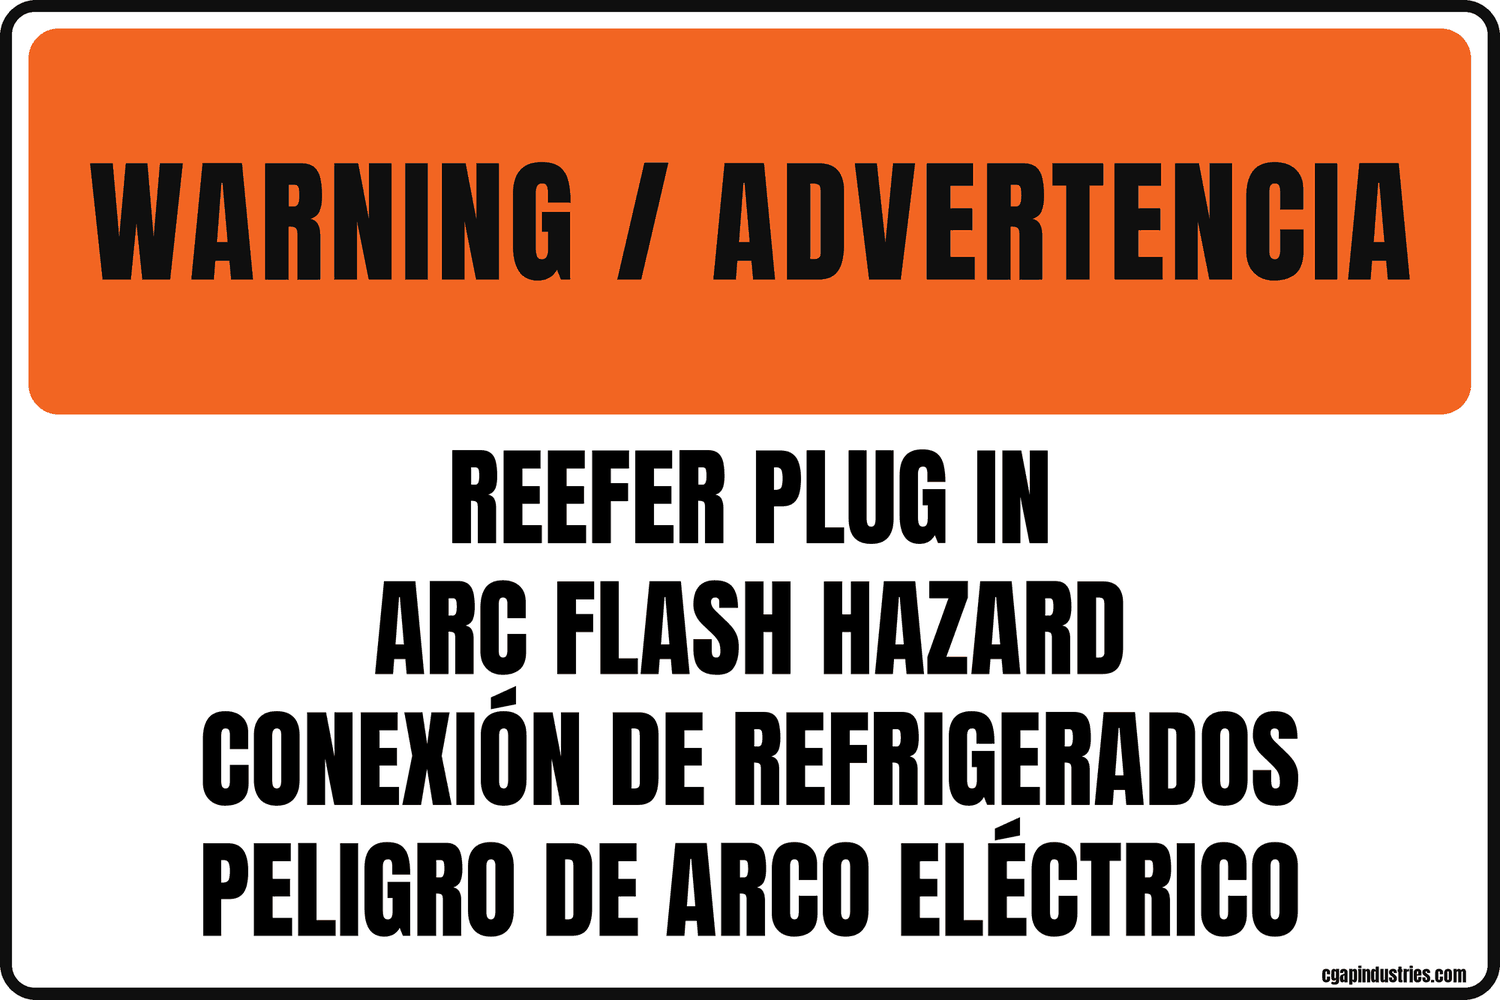 WARNING / ADVERTENCIA
REEFER PLUG IN
ARC FLASH HAZARD
CONEXIÓN DE REFRIGERADOS
PELIGRO DE ARCO ELÉCTRICO
cgapindustries.com